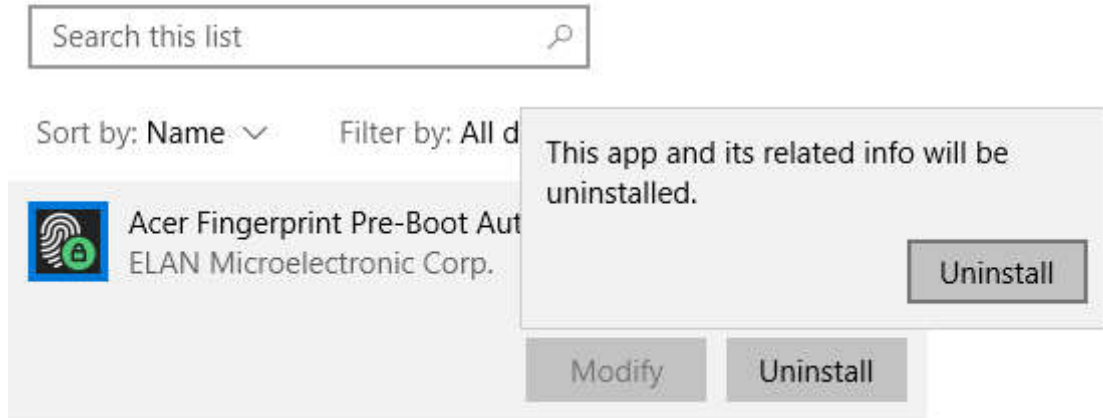 Search this list
Sort by: Name Filter by: All d
This app and its related info will be
uninstalled.
Acer Fingerprint Pre-Boot Aut
ELAN Microelectronic Corp.
Uninstall
Modify Uninstall